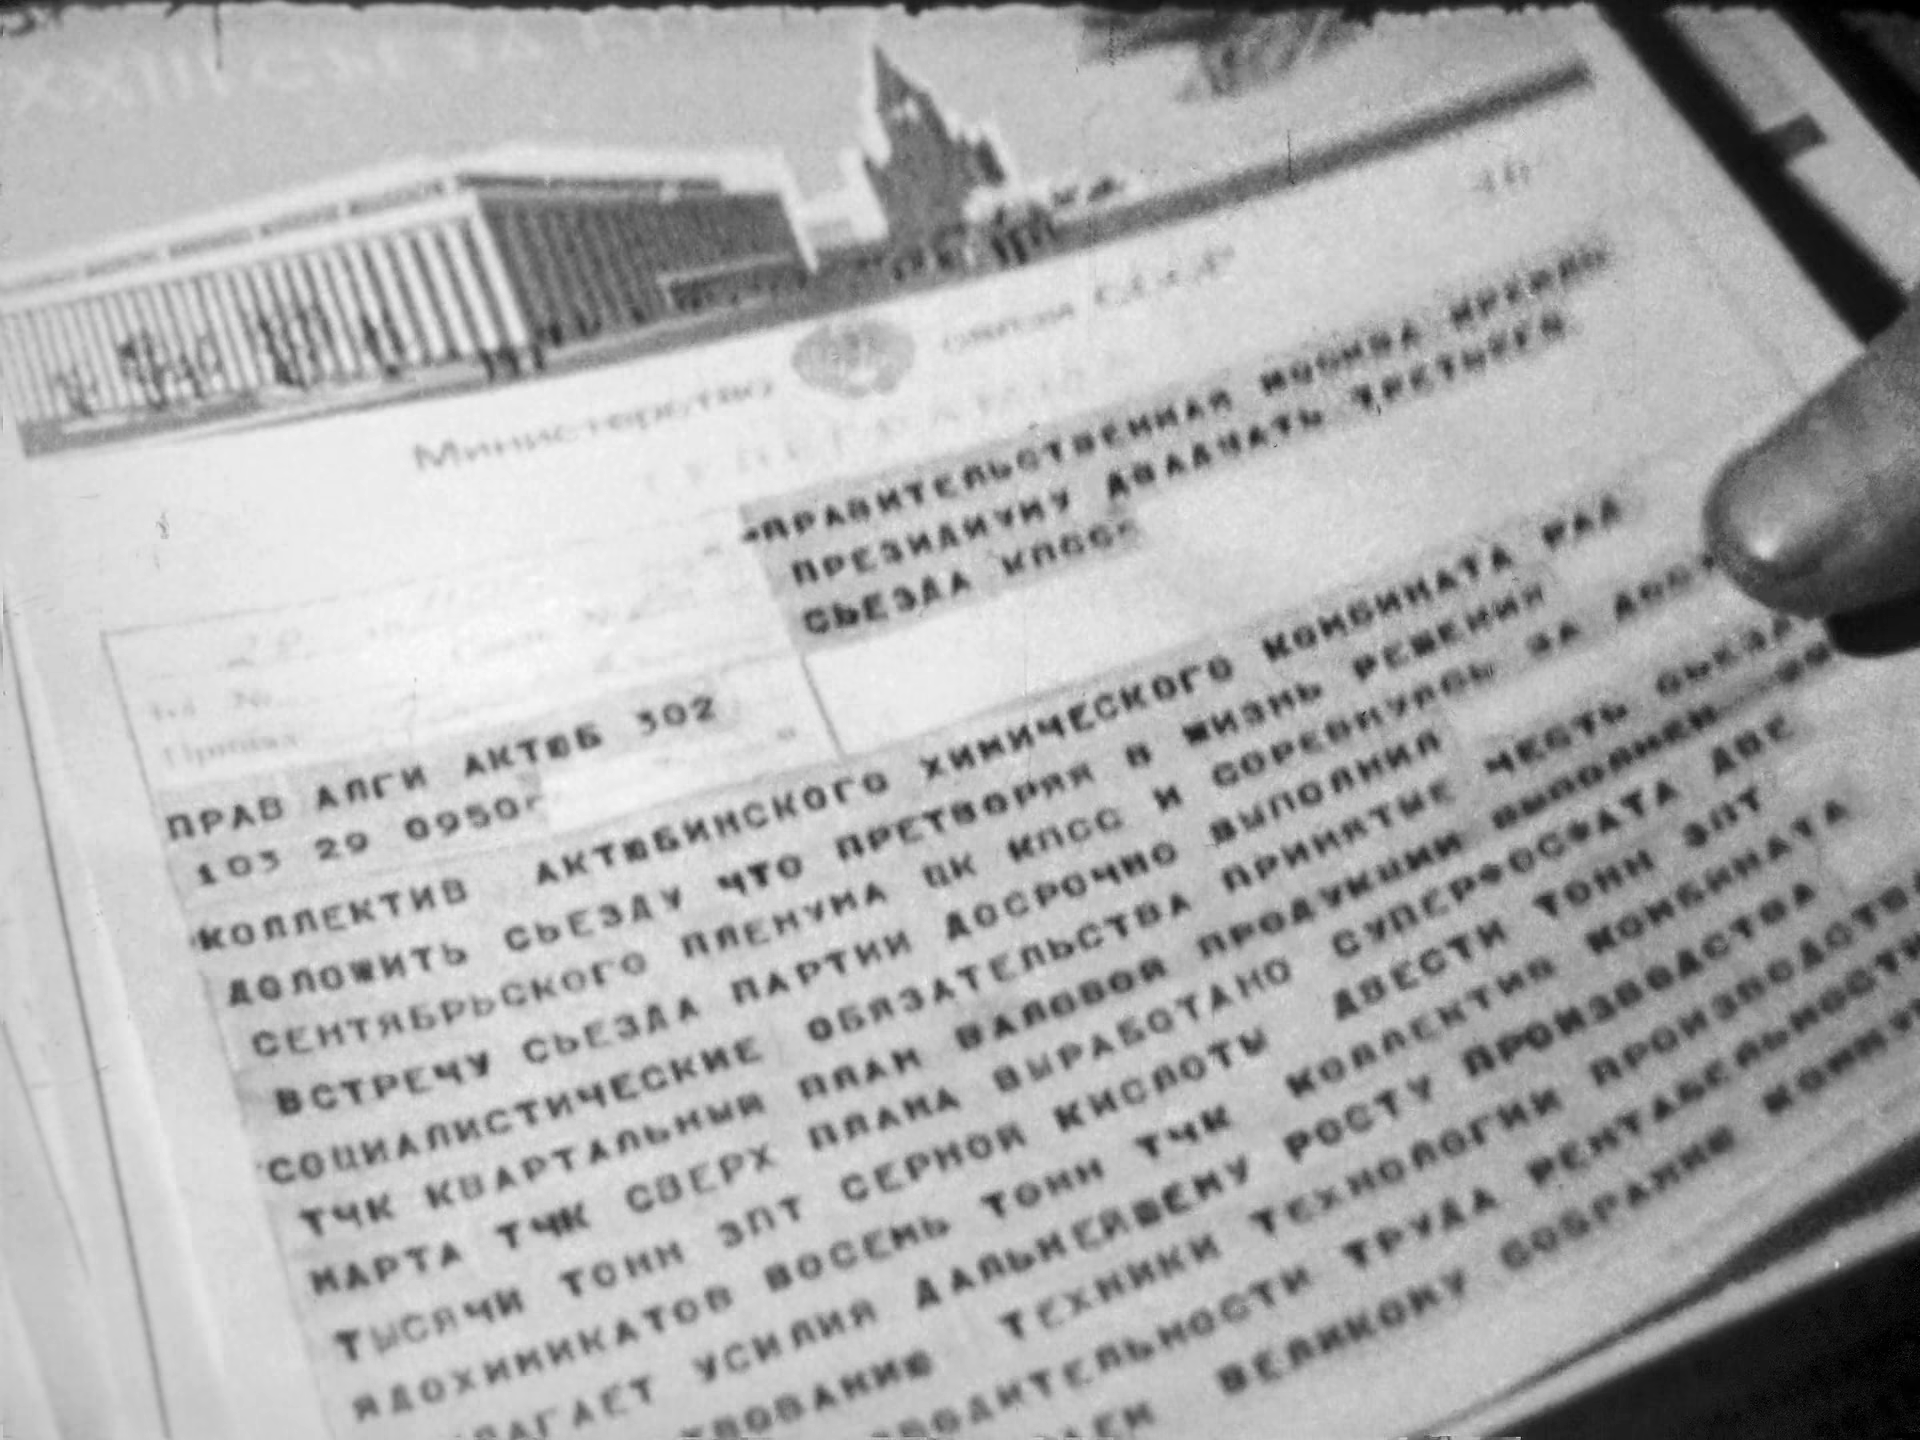 XXIII
Министерство связи СССР
ПРАВИТЕЛЬСТВЕННАЯ МОСКВА КРЕМЛЬ
ПРЕЗИДИУМУ ДВАДЦАТЬ ТРЕТЬЕГО
СЬЕЗДА КПСС
ПРАВ АЛГИ АКТЮБ 302
103 29 0950
КОЛЛЕКТИВ АКТЮБИНСКОГО ХИМИЧЕСКОГО КОМБИНАТА РАД
ДОЛОЖИТЬ СЬЕЗДУ ЧТО ПРЕТВОРЯЯ В ЖИЗНЬ РЕШЕНИЯ
СЕНТЯБРЬСКОГО ПЛЕНУМА ЦК КПСС И СОРЕВНУЯСЬ ЗА
ВСТРЕЧУ СЬЕЗДА ПАРТИИ ДОСРОЧНО ВЫПОЛНИЛ
СОЦИАЛИСТИЧЕСКИЕ ОБЯЗАТЕЛЬСТВА ПРИНЯТЫЕ ЧЕСТЬ СЬЕЗДА
ТЧК КВАРТАЛЬНЫЙ ПЛАН ВАЛОВОЙ ПРОДУКЦИИ ВЫПОЛНЕН
МАРТА ТЧК СВЕРХ ПЛАНА ВЫРАБОТАНО СУПЕРФОСФАТА ДВЕ
ТЫСЯЧИ ТОНН ЗПТ СЕРНОЙ КИСЛОТЫ ДВЕСТИ ТОНН ЗПТ
ЯДОХИМИКАТОВ ВОСЕМЬ ТОНН ТЧК КОЛЛЕКТИВ КОМБИНАТА
УСИЛИЯ ДАЛЬНЕЙШЕМУ РОСТУ ПРОИЗВОДСТВА
ТЕХНИКИ ТЕХНОЛОГИИ ПРОИЗВОДСТВА
ТРУДА РЕНТАБЕЛЬНОСТИ
ВЕЛИКОМУ СОБРАНИЮ